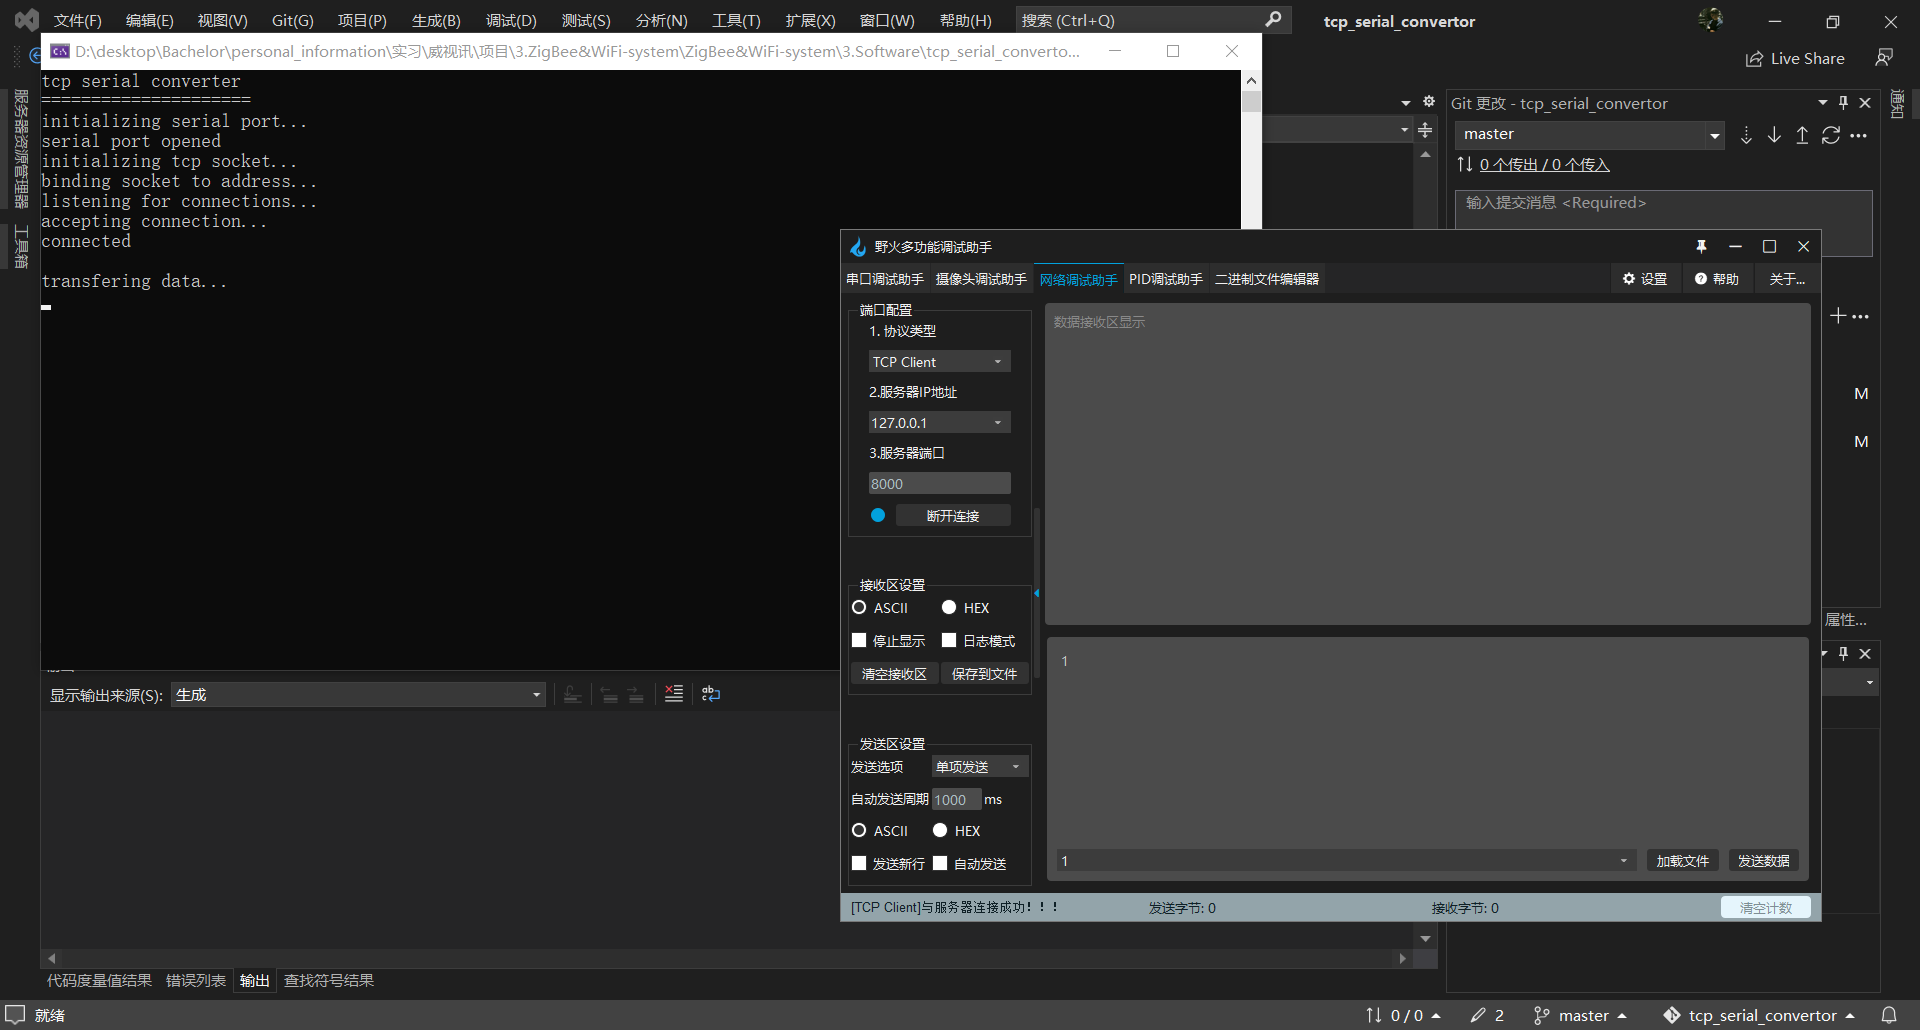 文件(F) 编辑(E) 视图(V) Git(G) 项目(P) 生成(B) 调试(D) 测试(S) 分析(N) 工具(T) 扩展(X) 窗口(W) 帮助(H) 搜索 (Ctrl+Q) tcp_serial_convertor
D:\desktop\Bachelor\personal_information\实习\威视讯\项目\3.ZigBee&WiFi-system\ZigBee&WiFi-system\3.Software\tcp_serial_converto...
Live Share
tcp serial converter
=====================
initializing serial port...
serial port opened
initializing tcp socket...
binding socket to address...
listening for connections...
accepting connection...
connected
transfering data...
服务器资源管理器
工具箱
Git 更改 - tcp_serial_convertor
通知
master
0 个传出 / 0 个传入
输入提交消息 <Required>
M
M
属性...
野火多功能调试助手
串口调试助手 摄像头调试助手 网络调试助手 PID调试助手 二进制文件编辑器 设置 帮助 关于...
端口配置
1. 协议类型
TCP Client
2.服务器IP地址
127.0.0.1
3.服务器端口
8000
断开连接
数据接收区显示
接收区设置
ASCII HEX
停止显示 日志模式
清空接收区 保存到文件
1
发送区设置
发送选项 单项发送
自动发送周期 1000 ms
ASCII HEX
发送新行 自动发送
1 加载文件 发送数据
[TCP Client]与服务器连接成功！！！ 发送字节: 0 接收字节: 0 清空计数
显示输出来源(S): 生成
代码度量值结果 错误列表 输出 查找符号结果
就绪 0 / 0 2 master tcp_serial_convertor